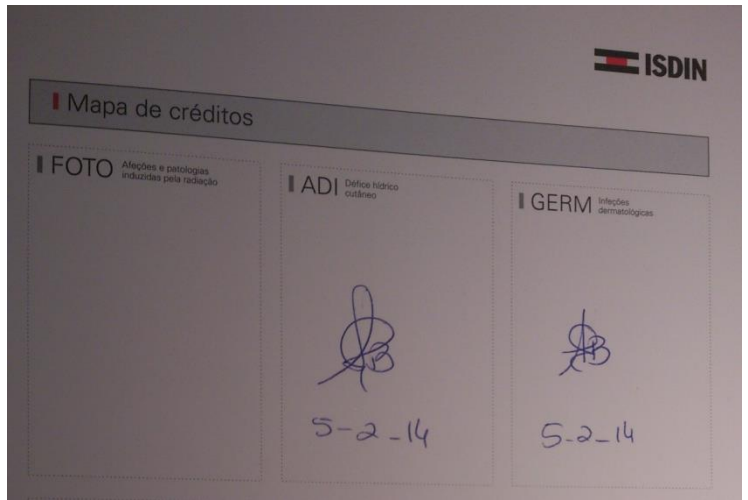 ISDIN
Mapa de créditos
FOTO Afeções e patologias
induzidas pela radiação
ADI Défice hídrico
cutâneo
GERM Infeções
dermatológicas
5-2-14
5-2-14